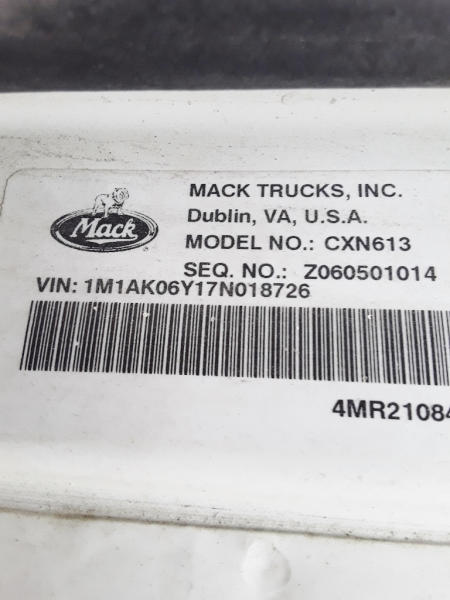 Mack
MACK TRUCKS, INC.
Dublin, VA, U.S.A.
MODEL NO.: CXN613
SEQ. NO.: Z060501014
VIN: 1M1AK06Y17N018726
4MR21084